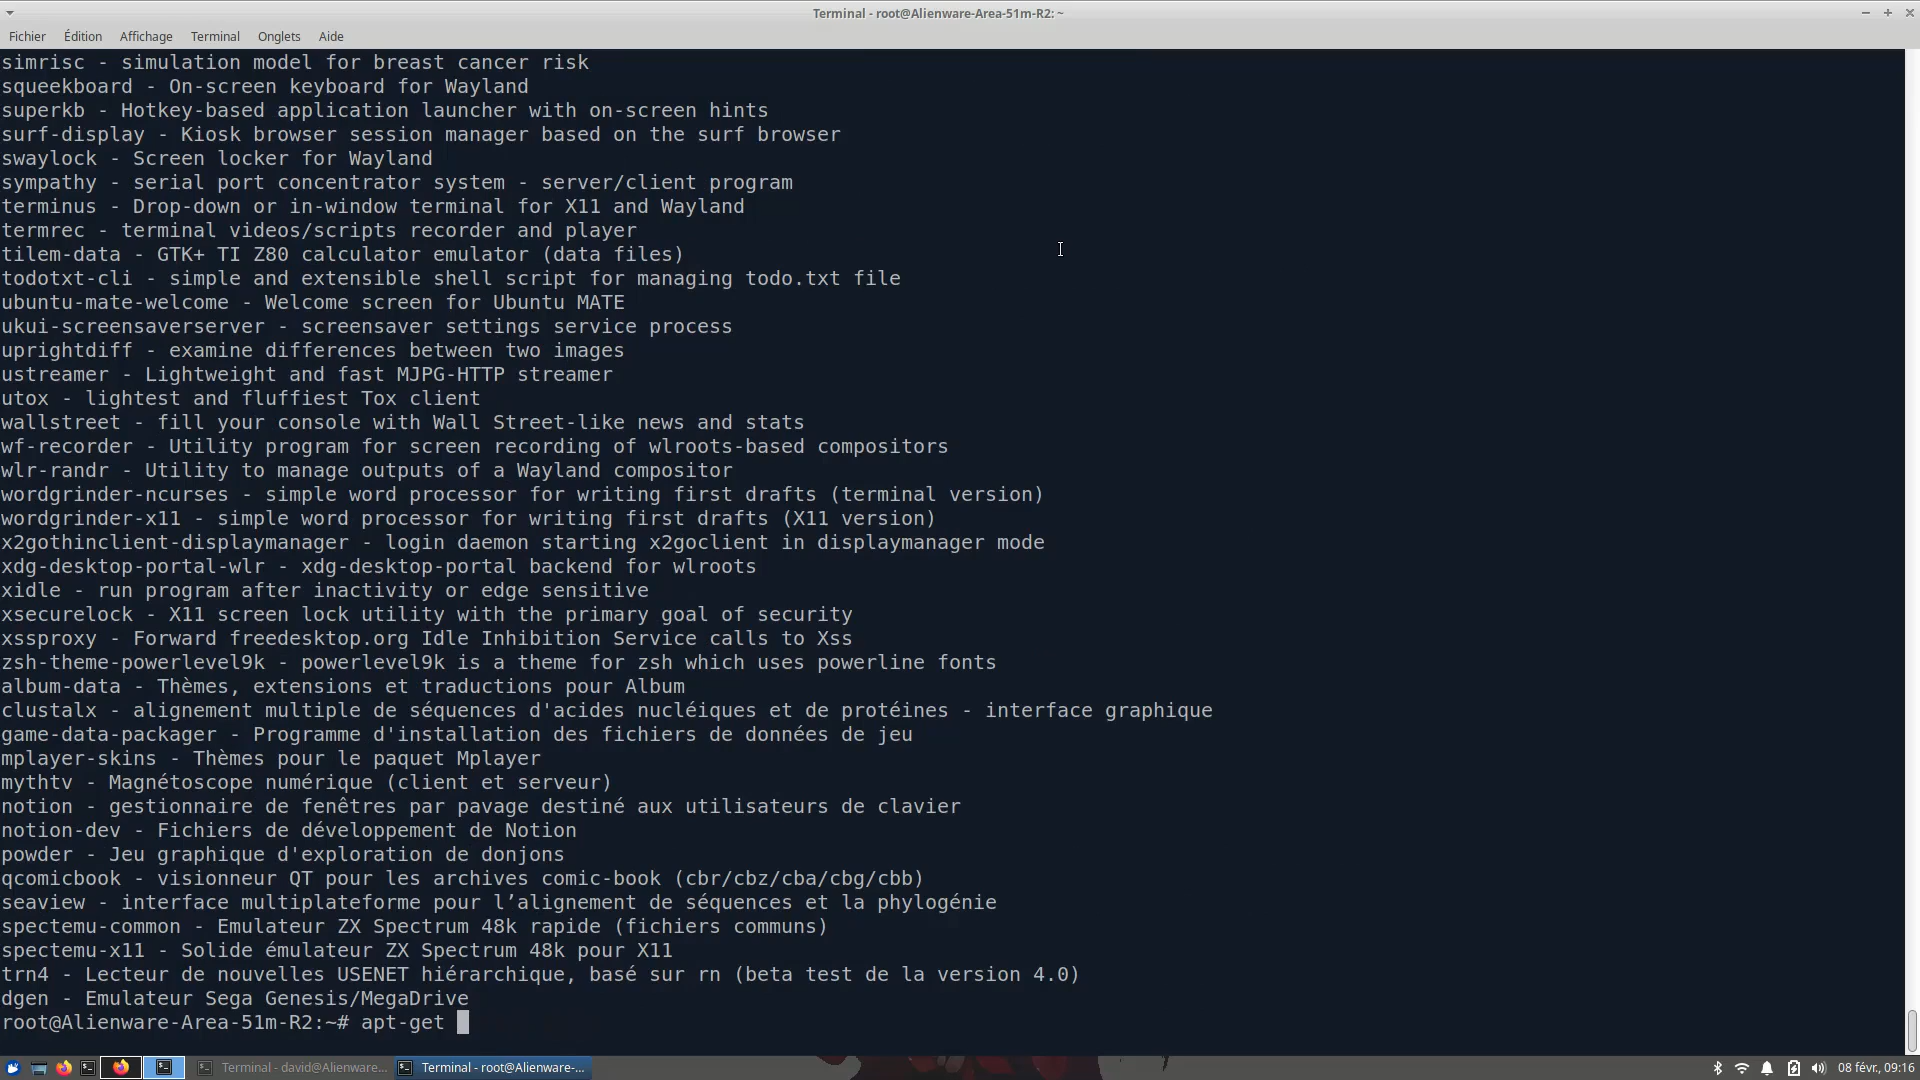 Terminal - root@Alienware-Area-51m-R2: ~
Fichier Édition Affichage Terminal Onglets Aide
simrisc - simulation model for breast cancer risk
squeekboard - On-screen keyboard for Wayland
superkb - Hotkey-based application launcher with on-screen hints
surf-display - Kiosk browser session manager based on the surf browser
swaylock - Screen locker for Wayland
sympathy - serial port concentrator system - server/client program
terminus - Drop-down or in-window terminal for X11 and Wayland
termrec - terminal videos/scripts recorder and player
tilem-data - GTK+ TI Z80 calculator emulator (data files)
todotxt-cli - simple and extensible shell script for managing todo.txt file
ubuntu-mate-welcome - Welcome screen for Ubuntu MATE
ukui-screensaverserver - screensaver settings service process
uprightdiff - examine differences between two images
ustreamer - Lightweight and fast MJPG-HTTP streamer
utox - lightest and fluffiest Tox client
wallstreet - fill your console with Wall Street-like news and stats
wf-recorder - Utility program for screen recording of wlroots-based compositors
wlr-randr - Utility to manage outputs of a Wayland compositor
wordgrinder-ncurses - simple word processor for writing first drafts (terminal version)
wordgrinder-x11 - simple word processor for writing first drafts (X11 version)
x2gothinclient-displaymanager - login daemon starting x2goclient in displaymanager mode
xdg-desktop-portal-wlr - xdg-desktop-portal backend for wlroots
xidle - run program after inactivity or edge sensitive
xsecurelock - X11 screen lock utility with the primary goal of security
xssproxy - Forward freedesktop.org Idle Inhibition Service calls to Xss
zsh-theme-powerlevel9k - powerlevel9k is a theme for zsh which uses powerline fonts
album-data - Thèmes, extensions et traductions pour Album
clustalx - alignement multiple de séquences d'acides nucléiques et de protéines - interface graphique
game-data-packager - Programme d'installation des fichiers de données de jeu
mplayer-skins - Thèmes pour le paquet Mplayer
mythtv - Magnétoscope numérique (client et serveur)
notion - gestionnaire de fenêtres par pavage destiné aux utilisateurs de clavier
notion-dev - Fichiers de développement de Notion
powder - Jeu graphique d'exploration de donjons
qcomicbook - visionneur QT pour les archives comic-book (cbr/cbz/cba/cbg/cbb)
seaview - interface multiplateforme pour l’alignement de séquences et la phylogénie
spectemu-common - Emulateur ZX Spectrum 48k rapide (fichiers communs)
spectemu-x11 - Solide émulateur ZX Spectrum 48k pour X11
trn4 - Lecteur de nouvelles USENET hiérarchique, basé sur rn (beta test de la version 4.0)
dgen - Emulateur Sega Genesis/MegaDrive
root@Alienware-Area-51m-R2:~# apt-get
Terminal - david@Alienware... Terminal - root@Alienware-... 08 févr., 09:16